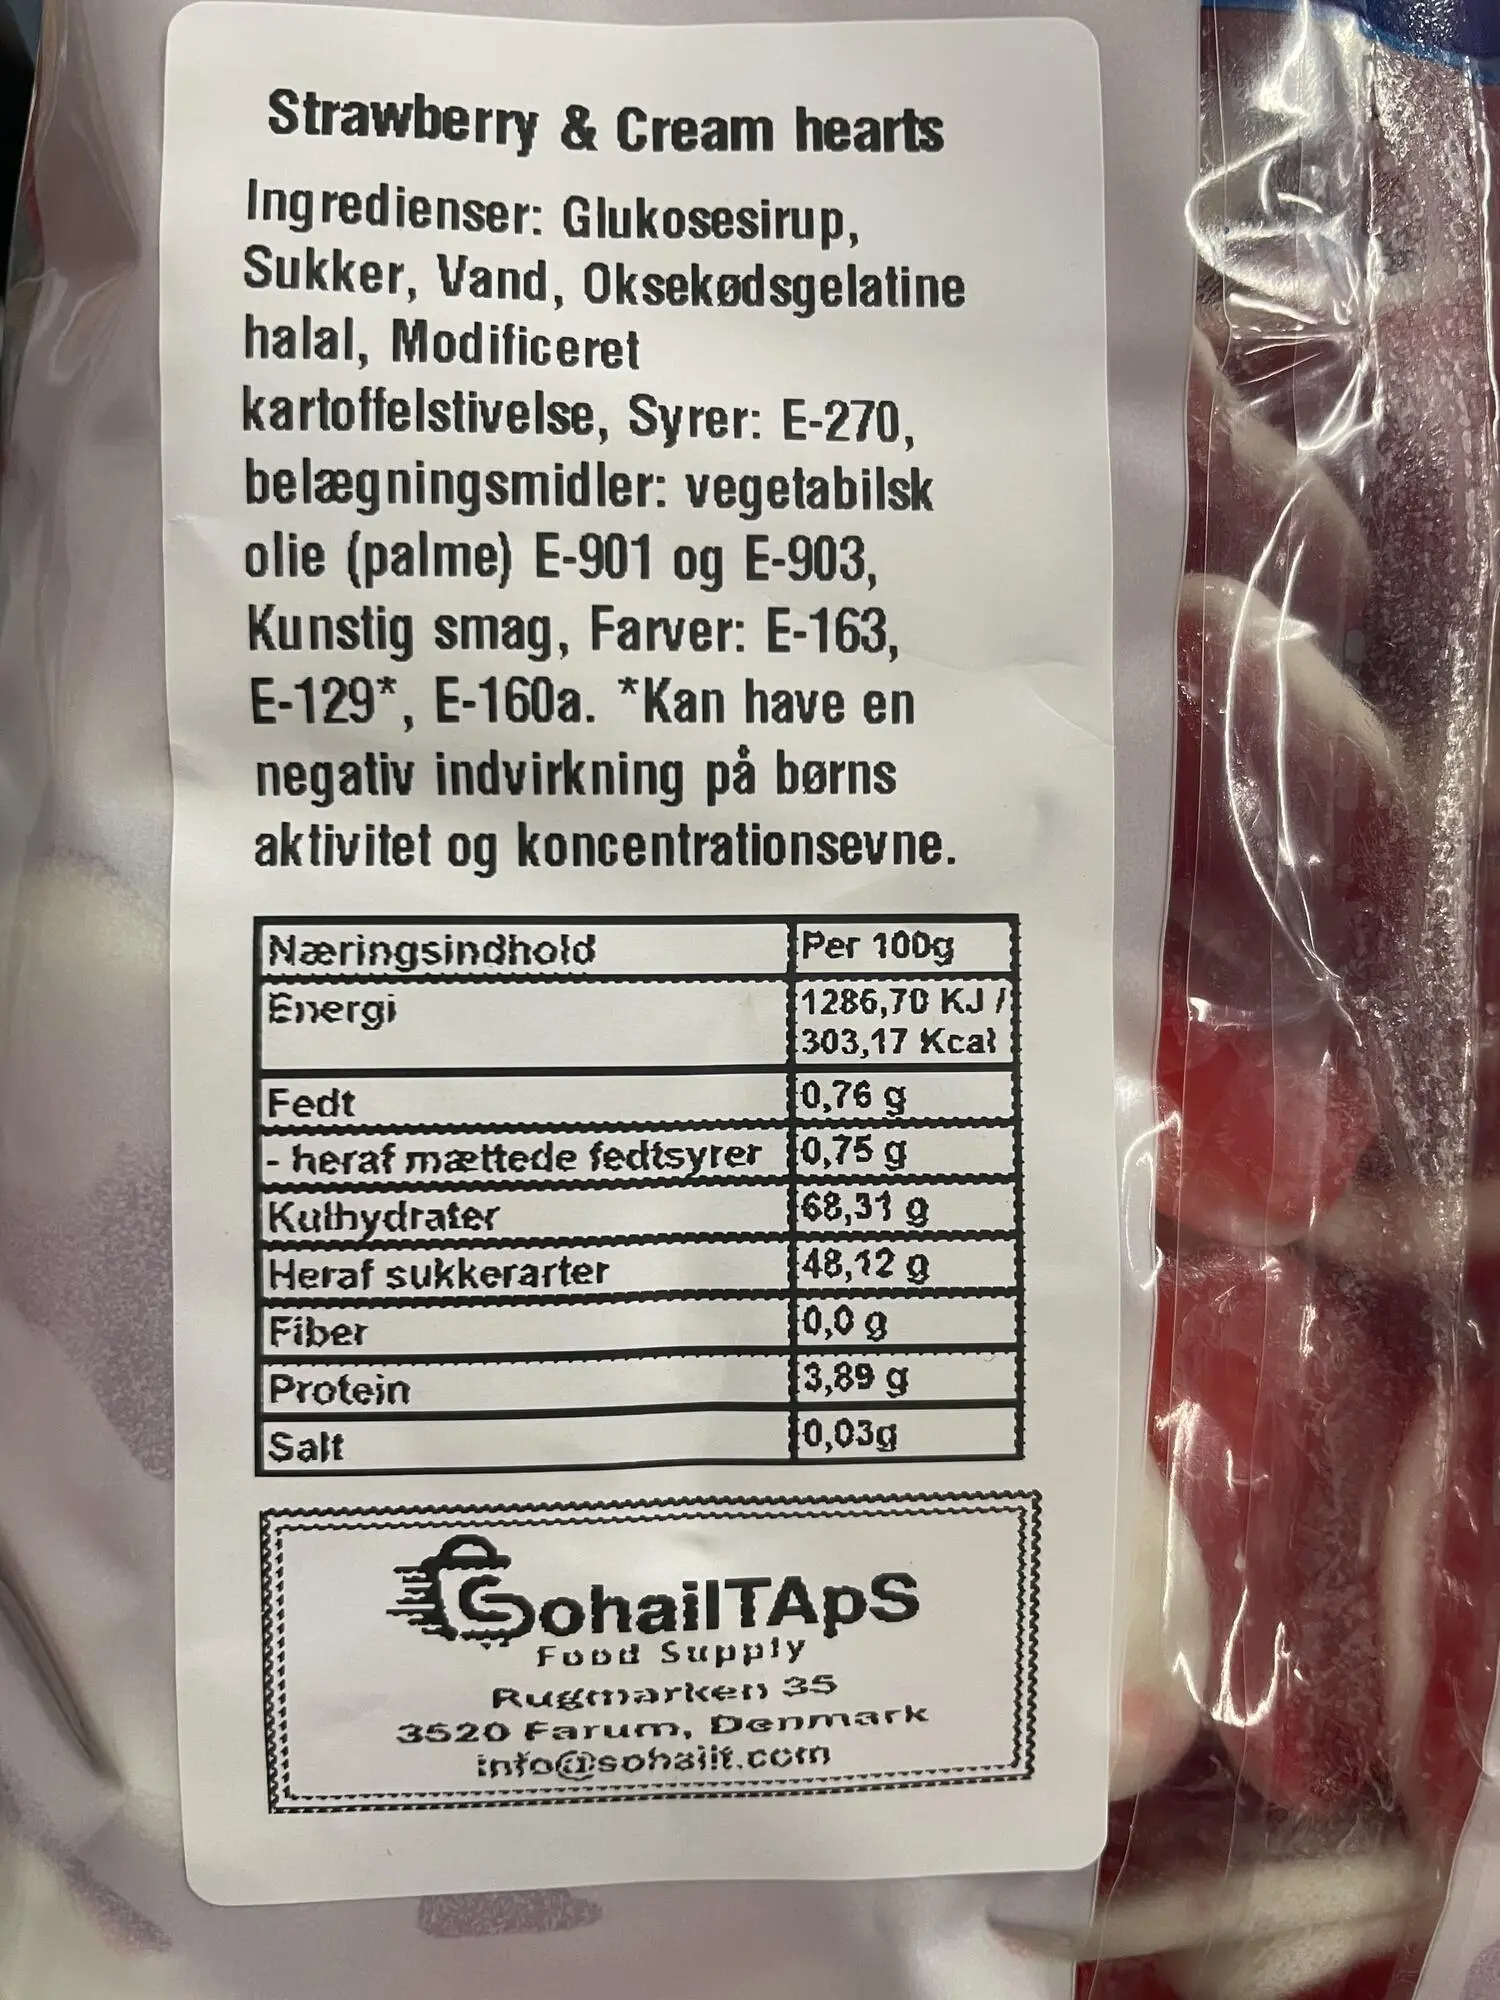 Strawberry & Cream hearts
Ingredienser: Glukosesirup,
Sukker, Vand, Oksekødsgelatine
halal, Modificeret
kartoffelstivelse, Syrer: E-270,
belægningsmidler: vegetabilsk
olie (palme) E-901 og E-903,
Kunstig smag, Farver: E-163,
E-129*, E-160a. *Kan have en
negativ indvirkning på børns
aktivitet og koncentrationsevne.
Næringsindhold Per 100g
Energi 1286,70 KJ /
303,17 Kcal
Fedt 0,76 g
- heraf mættede fedtsyrer 0,75 g
Kulhydrater 68,31 g
Heraf sukkerarter 48,12 g
Fiber 0,0 g
Protein 3,89 g
Salt 0,03g
SohailTApS
Food Supply
Rugmarken 35
3520 Farum, Denmark
info@sohailt.com